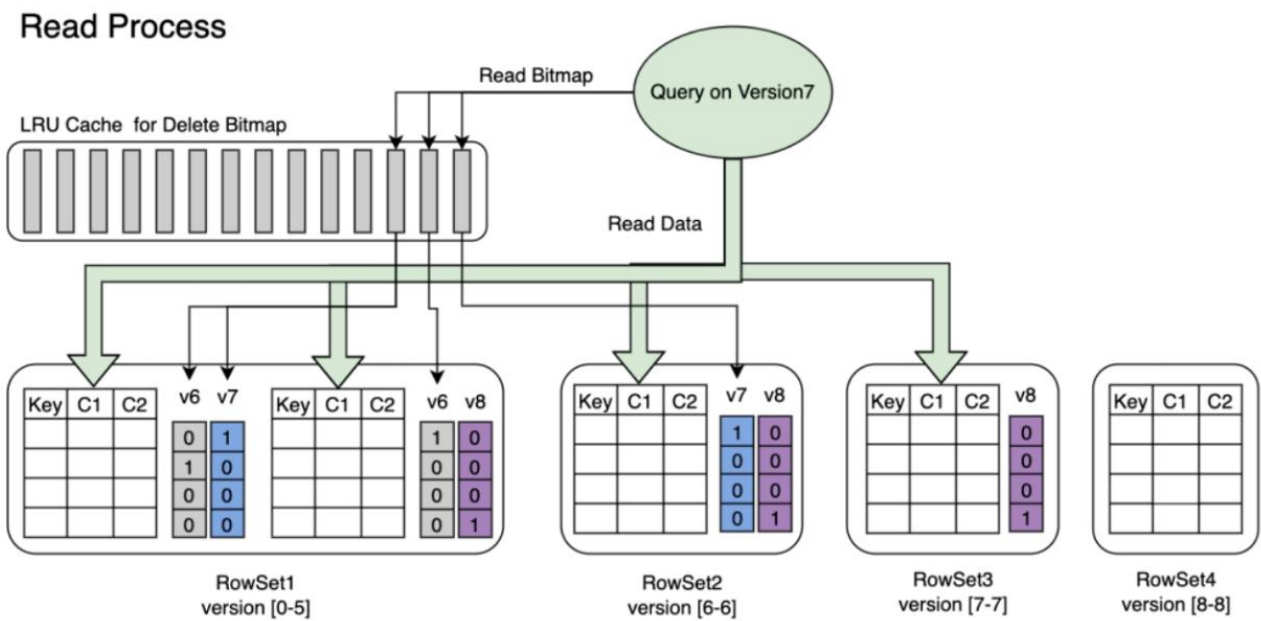 Read Process
Read Bitmap
Query on Version7
LRU Cache for Delete Bitmap
Read Data
Key C1 C2 v6 v7 Key C1 C2 v6 v8 Key C1 C2 v7 v8 Key C1 C2 v8 Key C1 C2
0 1 1 0 1 0 0
1 0 0 0 0 0 0
0 0 0 0 0 0 0
0 0 0 1 0 1 1
RowSet1 RowSet2 RowSet3 RowSet4
version [0-5] version [6-6] version [7-7] version [8-8]